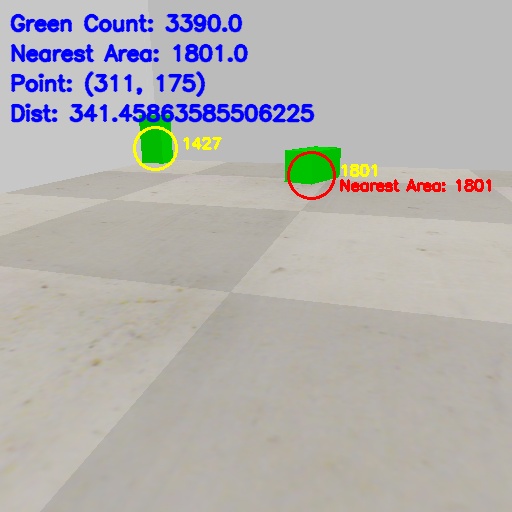 Green Count: 3390.0
Nearest Area: 1801.0
Point: (311, 175)
Dist: 341.45863585506225
1427
1801
Nearest Area: 1801